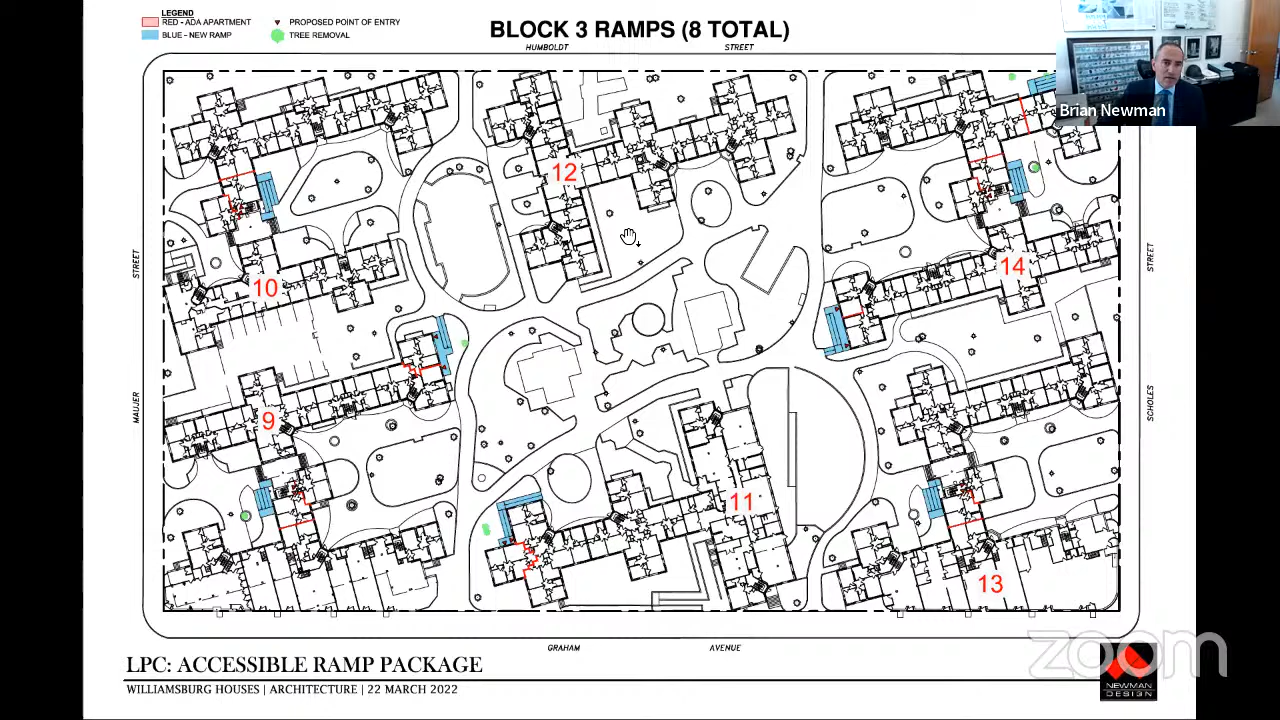 LEGEND
RED - ADA APARTMENT
BLUE - NEW RAMP
PROPOSED POINT OF ENTRY
TREE REMOVAL
BLOCK 3 RAMPS (8 TOTAL)
HUMBOLDT STREET
Brian Newman
12
14
10
9
11
13
STREET
MAUJER
STREET
SCHOLES
GRAHAM AVENUE
LPC: ACCESSIBLE RAMP PACKAGE
WILLIAMSBURG HOUSES | ARCHITECTURE | 22 MARCH 2022
zoom
NEWMAN
DESIGN